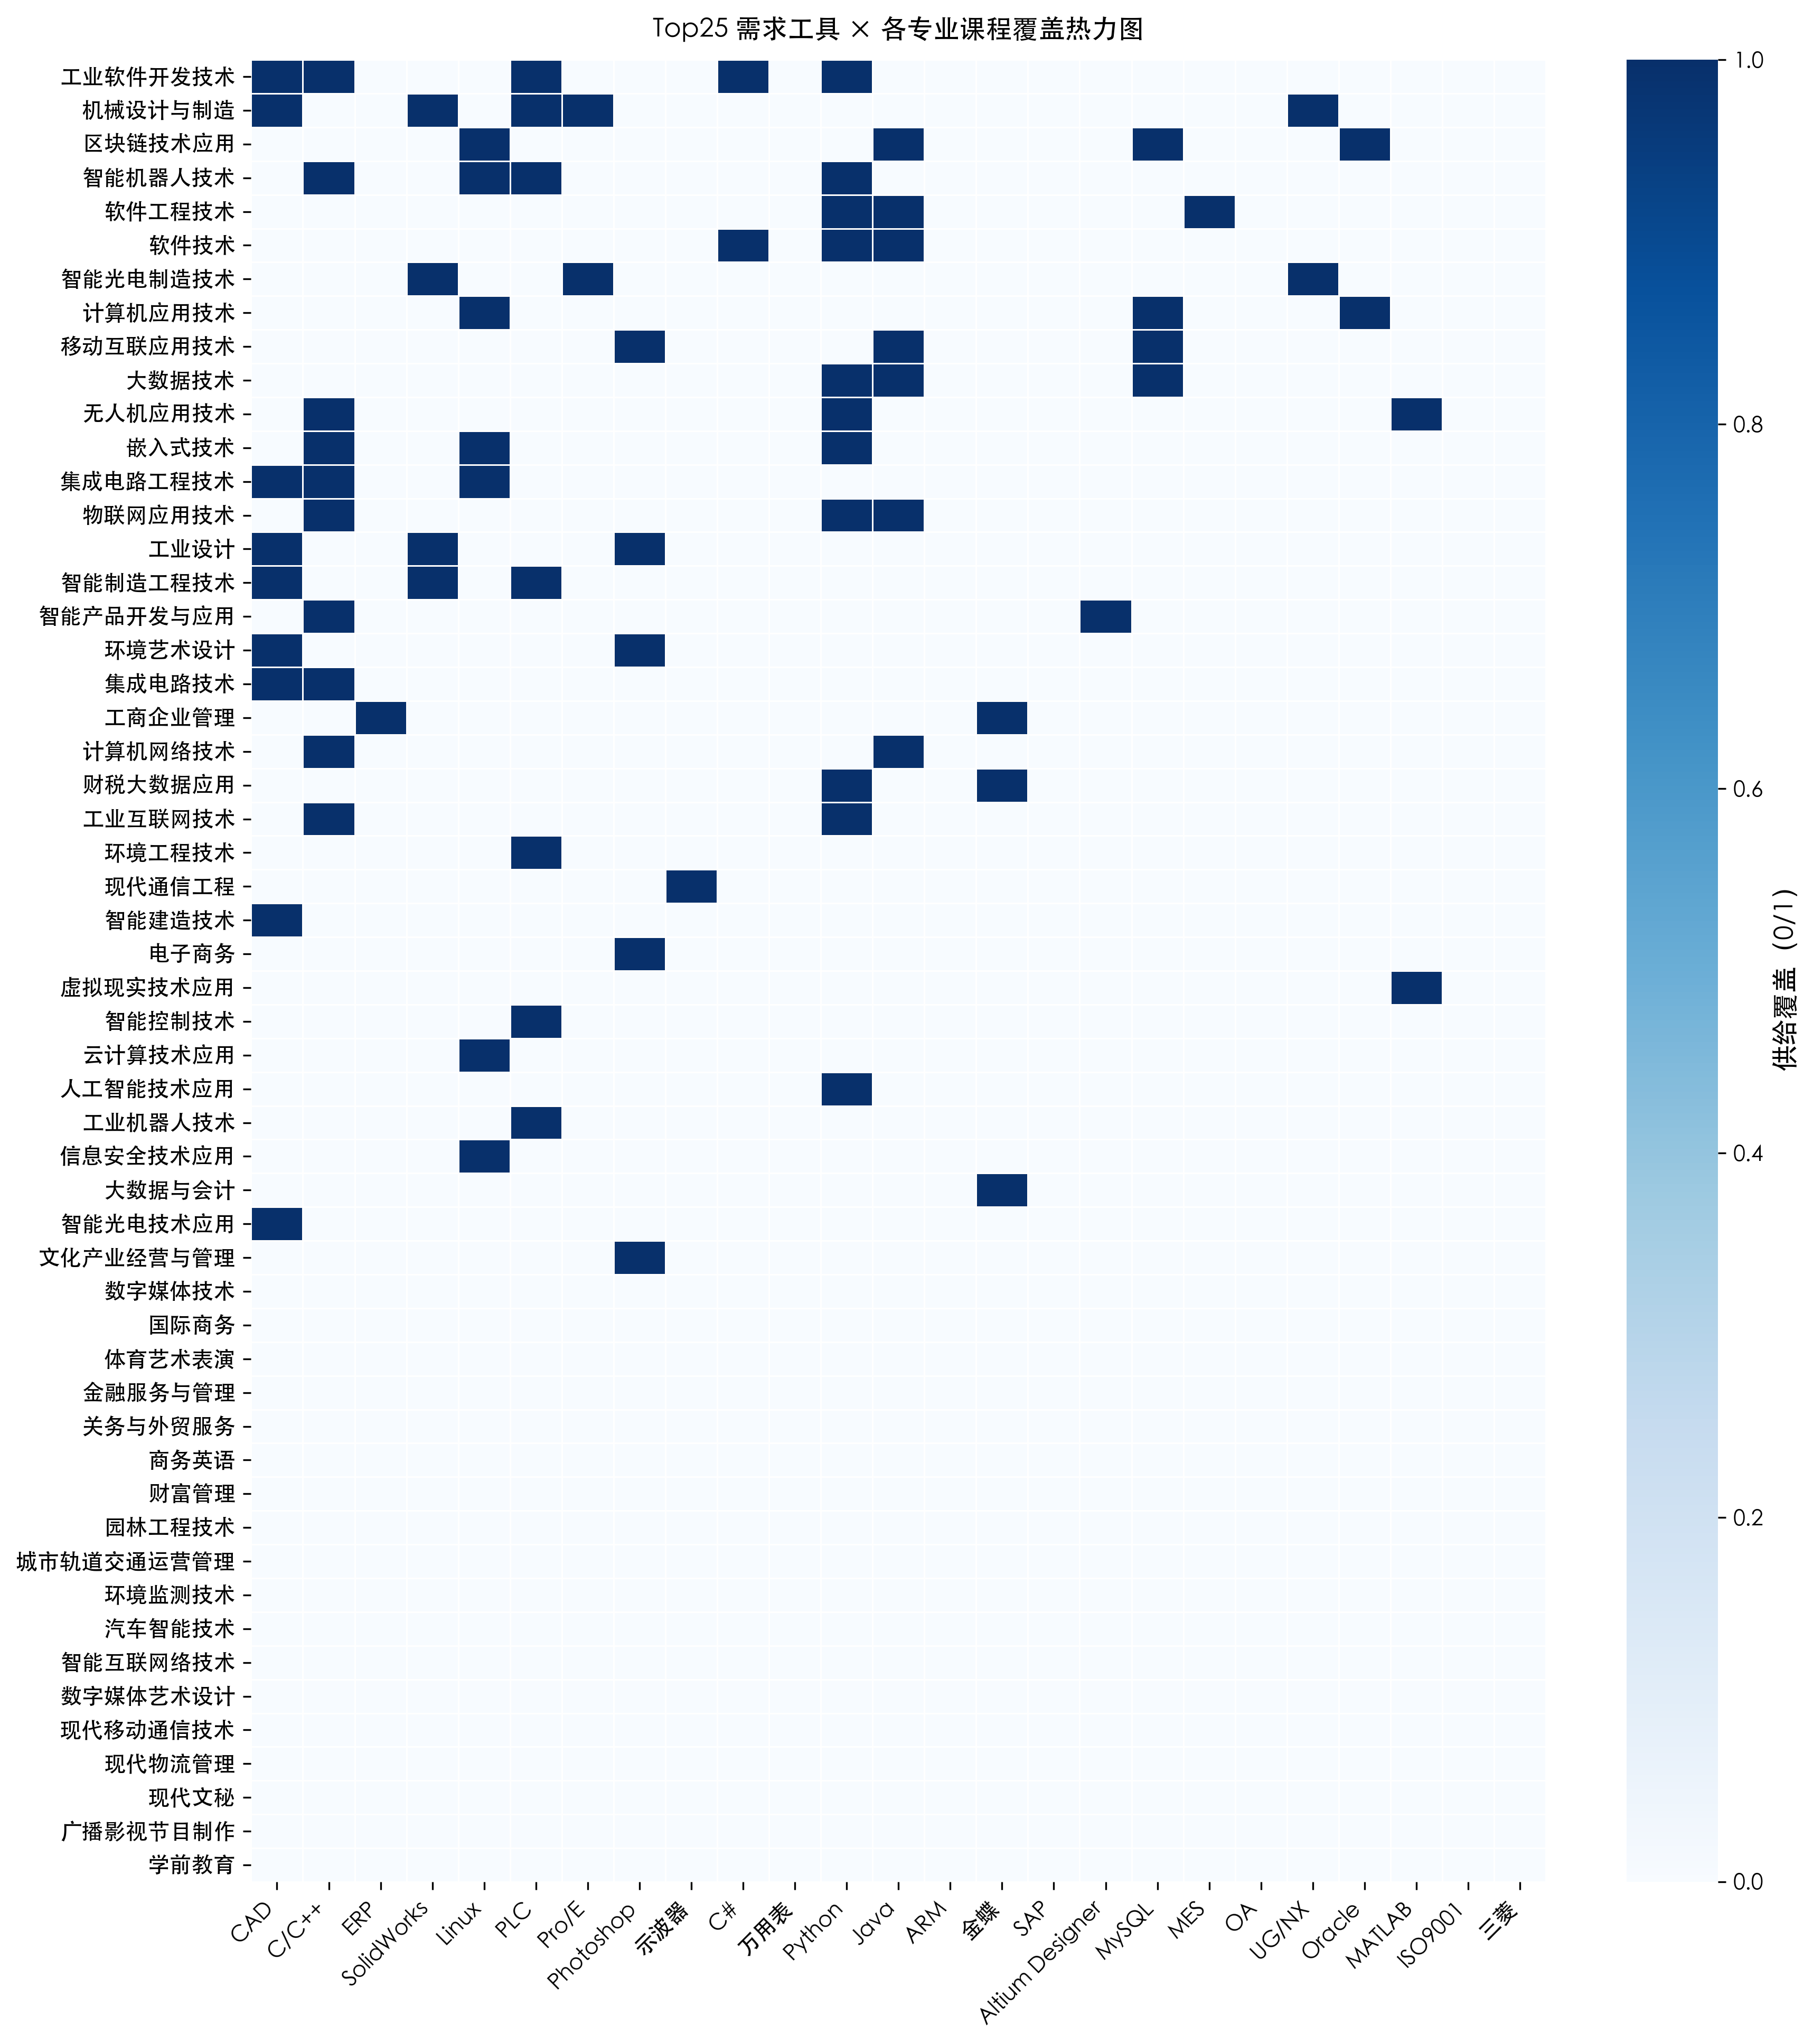 Top25 需求工具 × 各专业课程覆盖热力图
工业软件开发技术
机械设计与制造
区块链技术应用
智能机器人技术
软件工程技术
软件技术
智能光电制造技术
计算机应用技术
移动互联应用技术
大数据技术
无人机应用技术
嵌入式技术
集成电路工程技术
物联网应用技术
工业设计
智能制造工程技术
智能产品开发与应用
环境艺术设计
集成电路技术
工商企业管理
计算机网络技术
财税大数据应用
工业互联网技术
环境工程技术
现代通信工程
智能建造技术
电子商务
虚拟现实技术应用
智能控制技术
云计算技术应用
人工智能技术应用
工业机器人技术
信息安全技术应用
大数据与会计
智能光电技术应用
文化产业经营与管理
数字媒体技术
国际商务
体育艺术表演
金融服务与管理
关务与外贸服务
商务英语
财富管理
园林工程技术
城市轨道交通运营管理
环境监测技术
汽车智能技术
智能互联网络技术
数字媒体艺术设计
现代移动通信技术
现代物流管理
现代文秘
广播影视节目制作
学前教育
CAD
C/C++
ERP
SolidWorks
Linux
PLC
Pro/E
Photoshop
示波器
C#
万用表
Python
Java
ARM
金蝶
SAP
Altium Designer
MySQL
MES
OA
UG/NX
Oracle
MATLAB
ISO9001
三菱
1.0
0.8
0.6
0.4
0.2
0.0
供给覆盖（0/1）